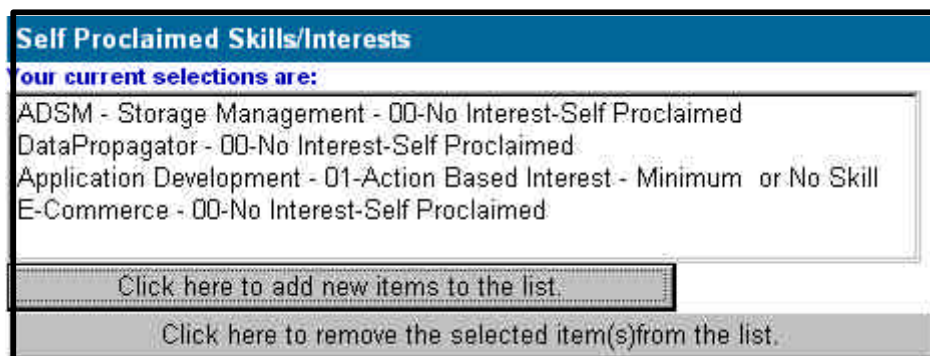 Self Proclaimed Skills/Interests
Your current selections are:
ADSM - Storage Management - 00-No Interest-Self Proclaimed
DataPropagator - 00-No Interest-Self Proclaimed
Application Development - 01-Action Based Interest - Minimum or No Skill
E-Commerce - 00-No Interest-Self Proclaimed
Click here to add new items to the list.
Click here to remove the selected item(s)from the list.